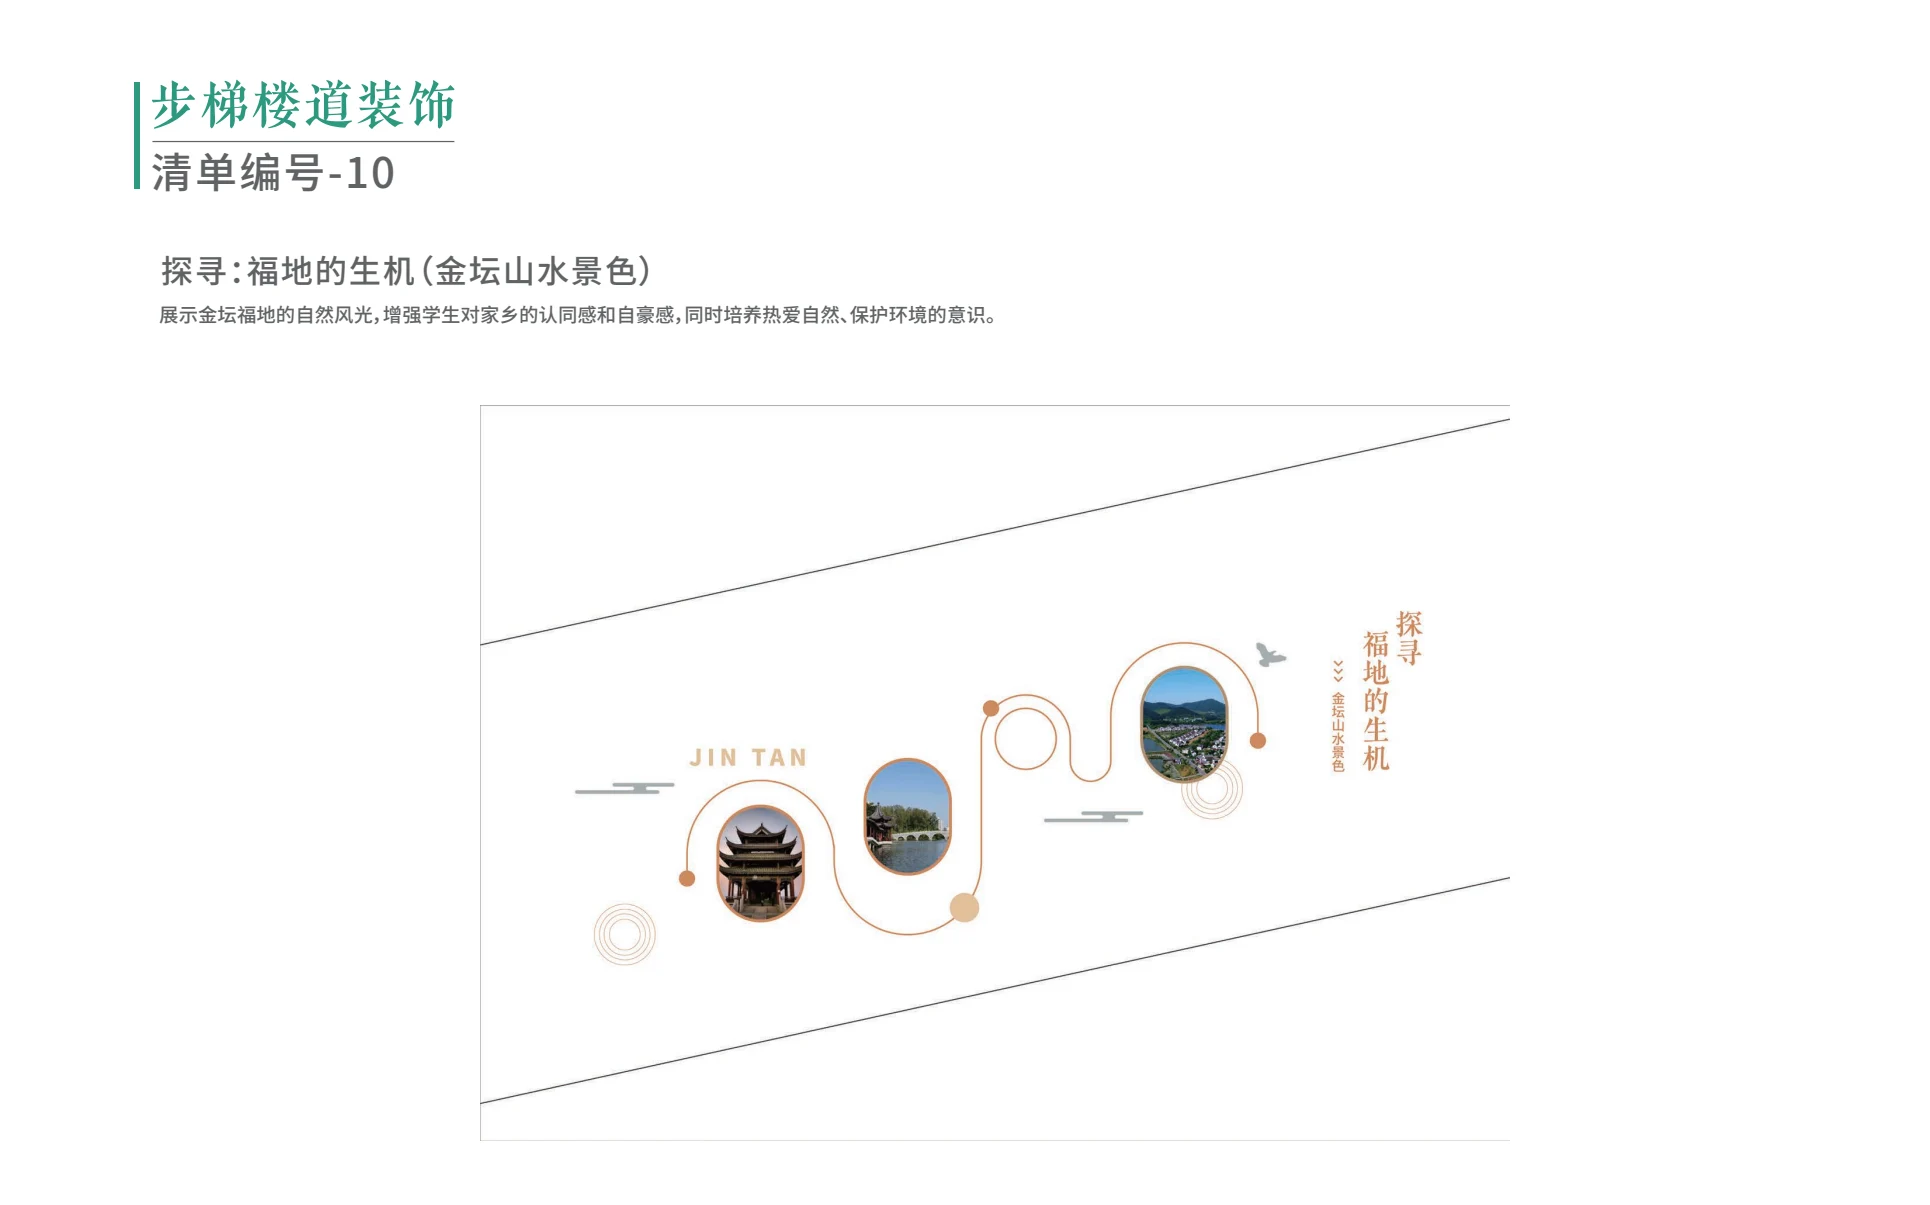 步梯楼道装饰
清单编号-10
探寻：福地的生机（金坛山水景色）
展示金坛福地的自然风光，增强学生对家乡的认同感和自豪感，同时培养热爱自然、保护环境的意识。
探寻
福地的生机
金坛山水景色
JIN TAN